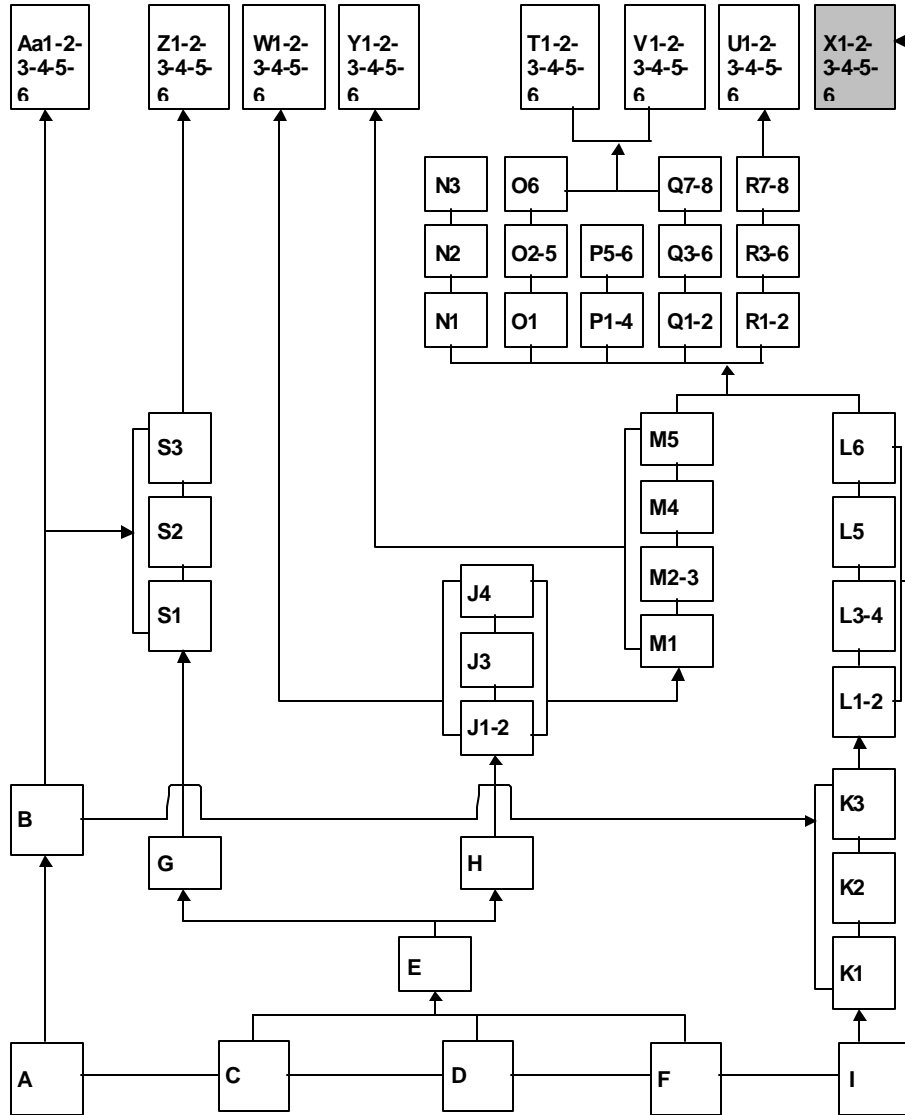 Aa1-2-
3-4-5-
6
Z1-2-
3-4-5-
6
W1-2-
3-4-5-
6
Y1-2-
3-4-5-
6
T1-2-
3-4-5-
6
V1-2-
3-4-5-
6
U1-2-
3-4-5-
6
X1-2-
3-4-5-
6
N3
O6
Q7-8
R7-8
N2
O2-5
P5-6
Q3-6
R3-6
N1
O1
P1-4
Q1-2
R1-2
S3
M5
L6
S2
M4
L5
J4
M2-3
S1
J3
M1
L3-4
J1-2
L1-2
B
K3
G
H
K2
E
K1
A
C
D
F
I